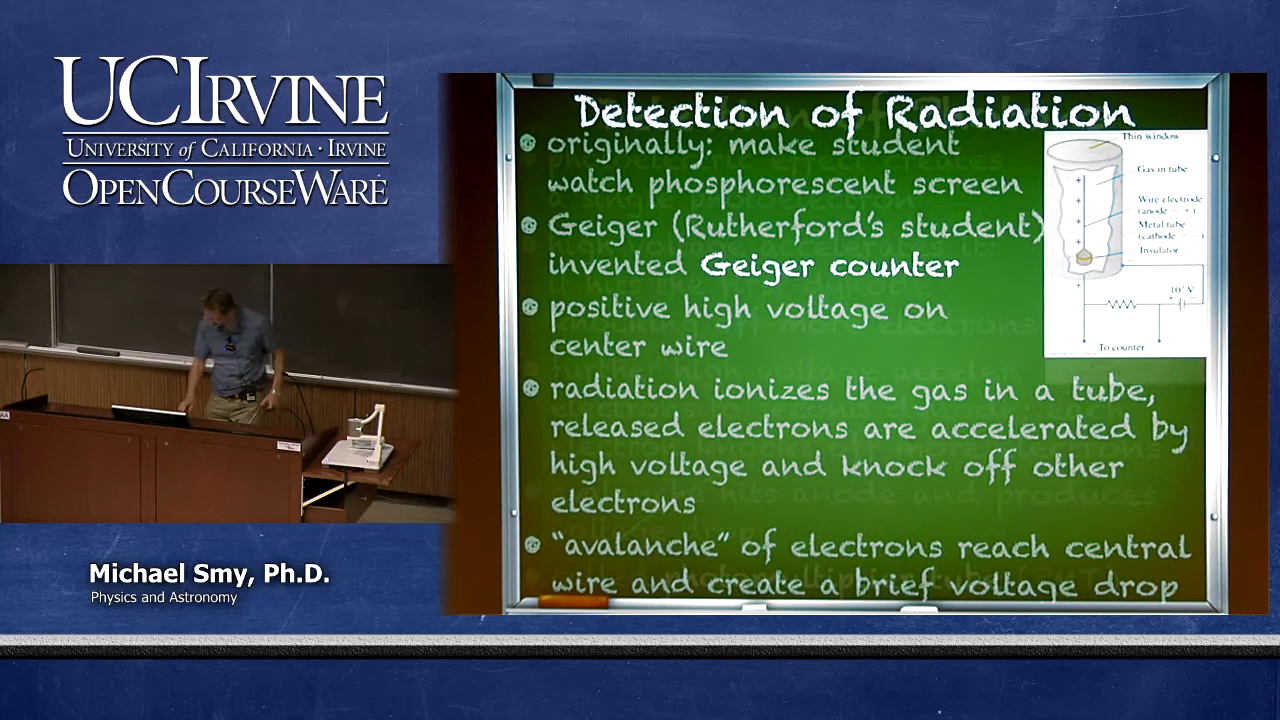 UCIRVINE
UNIVERSITY of CALIFORNIA · IRVINE
OPENCOURSEWARE
Michael Smy, Ph.D.
Physics and Astronomy
Detection of Radiation
originally: make student
watch phosphorescent screen
Geiger (Rutherford's student)
invented Geiger counter
positive high voltage on
center wire
radiation ionizes the gas in a tube,
released electrons are accelerated by
high voltage and knock off other
electrons
"avalanche" of electrons reach central
wire and create a brief voltage drop
Thin window
Gas in tube
Wire electrode
(anode +)
Metal tube
(cathode −)
Insulator
To counter